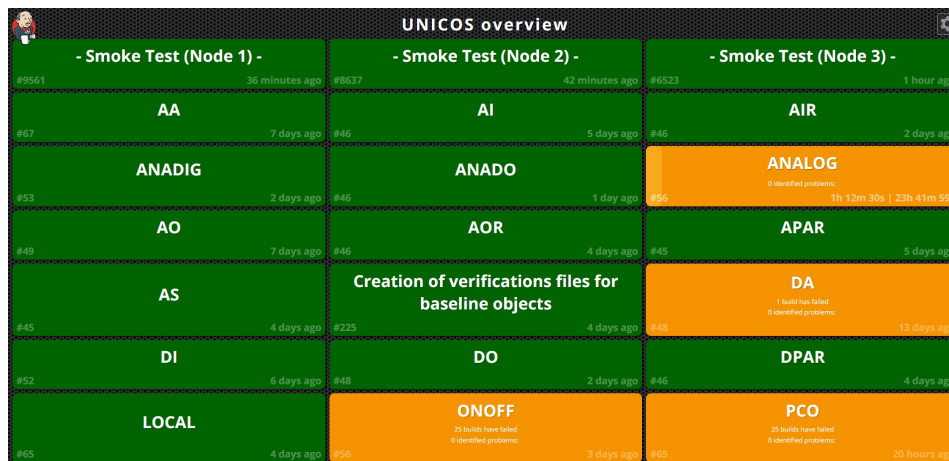 UNICOS overview
- Smoke Test (Node 1) -
#9561 36 minutes ago
- Smoke Test (Node 2) -
#8637 42 minutes ago
- Smoke Test (Node 3) -
#6523 1 hour ag
AA
#67 7 days ago
AI
#46 5 days ago
AIR
#46 2 days ag
ANADIG
#53 2 days ago
ANADO
#46 1 day ago
ANALOG
0 identified problems:
#56 1h 12m 30s | 23h 41m 59
AO
#49 7 days ago
AOR
#46 4 days ago
APAR
#45 5 days ag
AS
#45 4 days ago
Creation of verifications files for
baseline objects
#225 4 days ago
DA
1 build has failed
0 identified problems:
#48 13 days ag
DI
#52 6 days ago
DO
#48 2 days ago
DPAR
#46 4 days ag
LOCAL
#65 4 days ago
ONOFF
25 builds have failed
0 identified problems:
#56 3 days ago
PCO
25 builds have failed
0 identified problems:
#65 20 hours ag